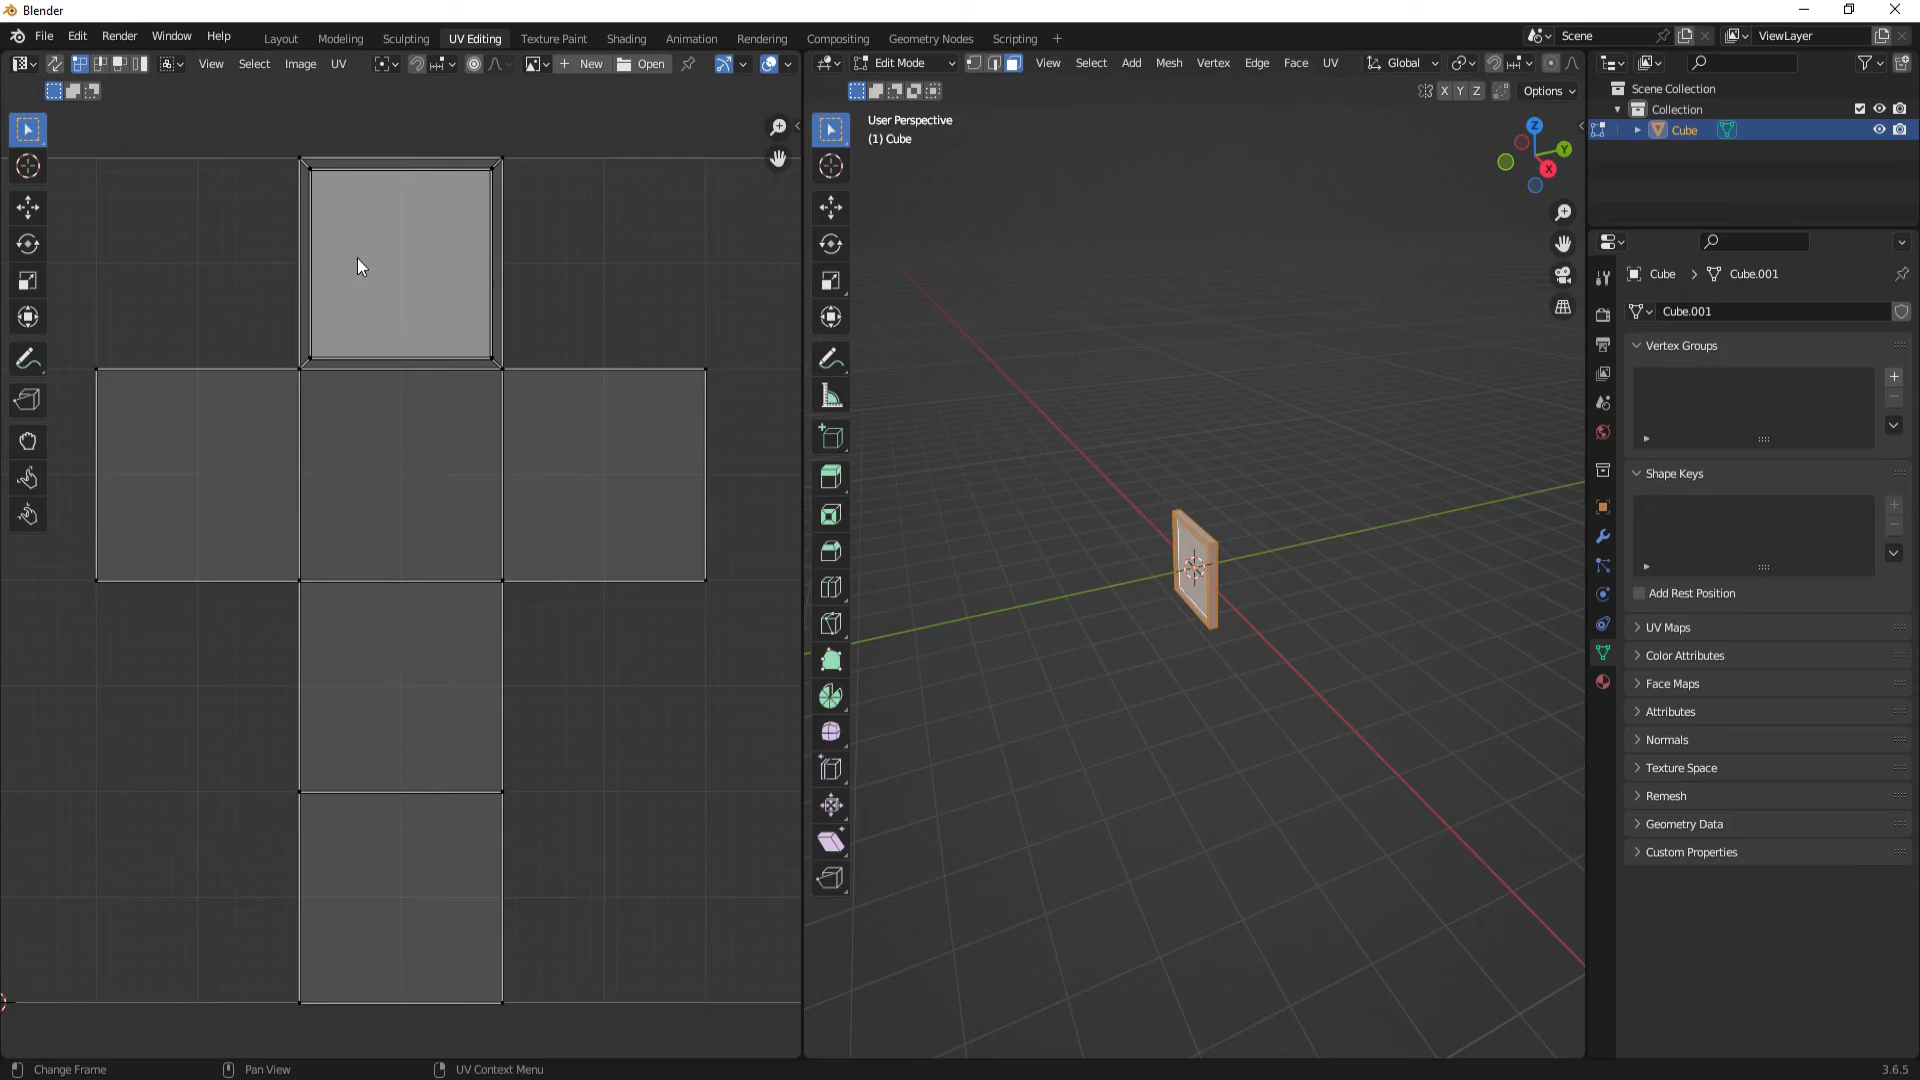 Blender
File Edit Render Window Help
Layout Modeling Sculpting UV Editing Texture Paint Shading Animation Rendering Compositing Geometry Nodes Scripting +
Scene
ViewLayer
View Select Image UV
New Open
Edit Mode
View Select Add Mesh Vertex Edge Face UV
Global
X Y Z
Options
User Perspective
(1) Cube
Z
Y
X
Scene Collection
Collection
Cube
Cube > Cube.001
Cube.001
Vertex Groups
Shape Keys
Add Rest Position
UV Maps
Color Attributes
Face Maps
Attributes
Normals
Texture Space
Remesh
Geometry Data
Custom Properties
Change Frame
Pan View
UV Context Menu
3.6.5